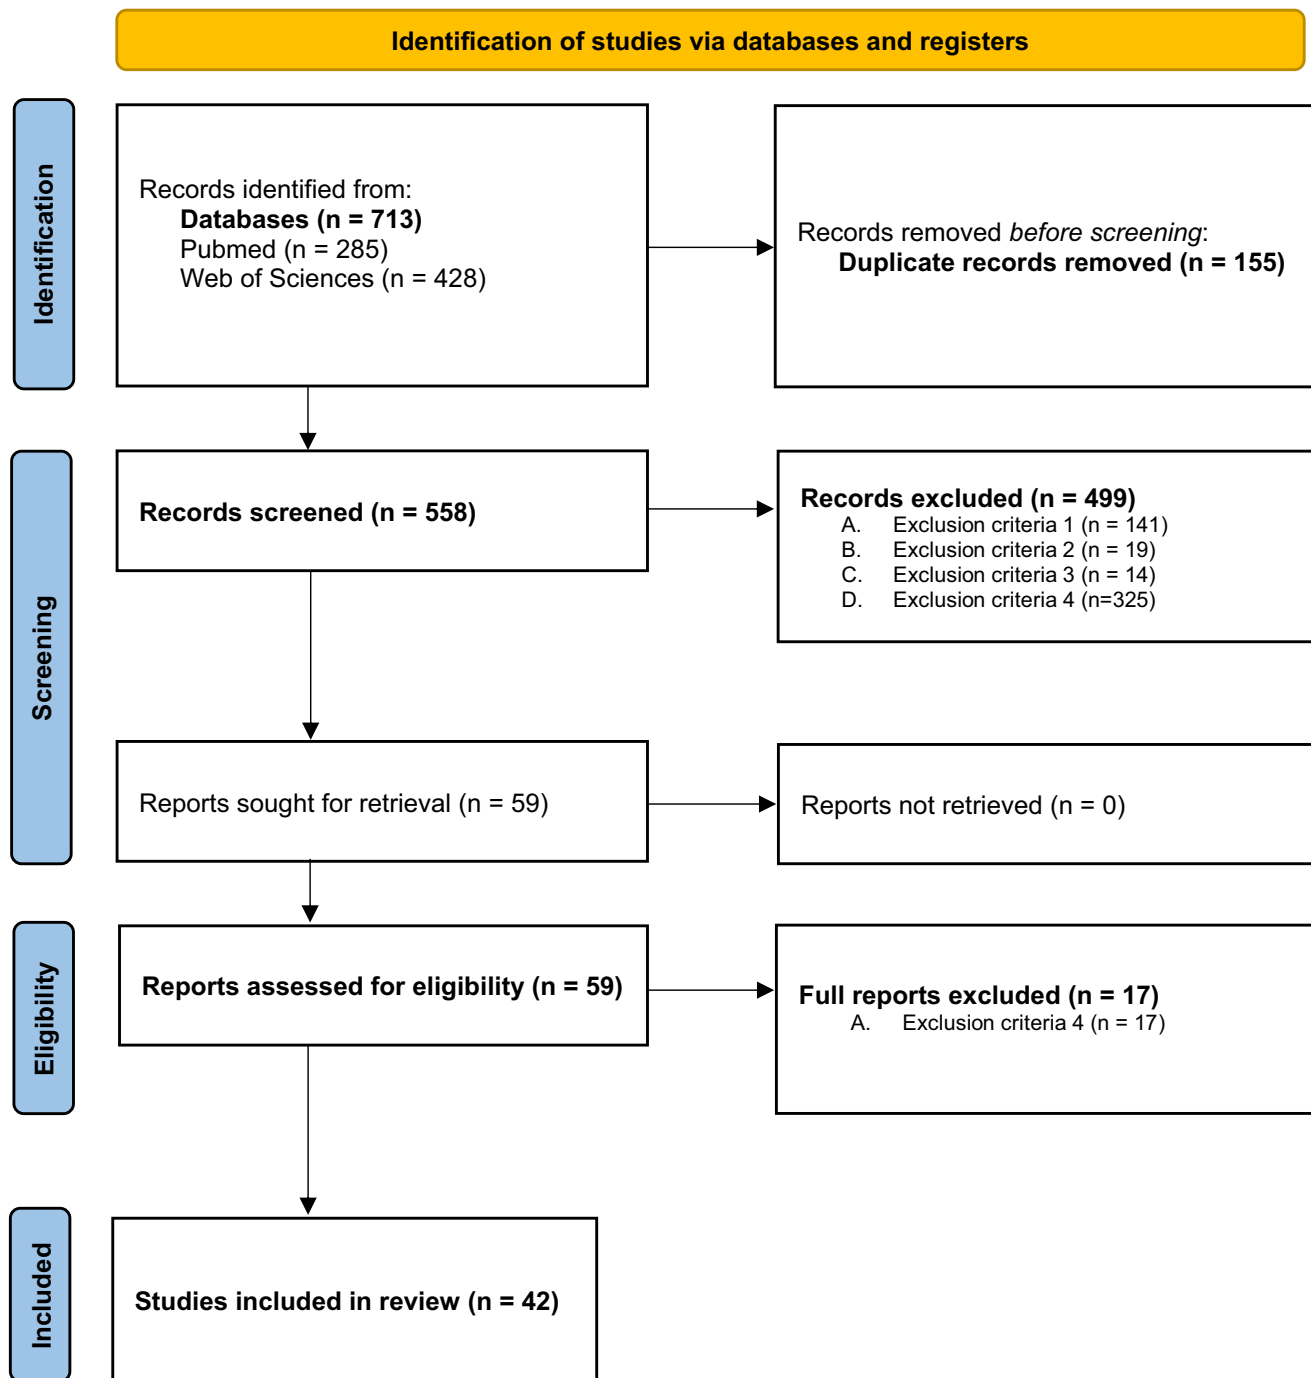 Identification of studies via databases and registers
Identification
Records identified from:
Databases (n = 713)
Pubmed (n = 285)
Web of Sciences (n = 428)
Records removed before screening:
Duplicate records removed (n = 155)
Screening
Records screened (n = 558)
Records excluded (n = 499)
A. Exclusion criteria 1 (n = 141)
B. Exclusion criteria 2 (n = 19)
C. Exclusion criteria 3 (n = 14)
D. Exclusion criteria 4 (n=325)
Reports sought for retrieval (n = 59)
Reports not retrieved (n = 0)
Eligibility
Reports assessed for eligibility (n = 59)
Full reports excluded (n = 17)
A. Exclusion criteria 4 (n = 17)
Included
Studies included in review (n = 42)